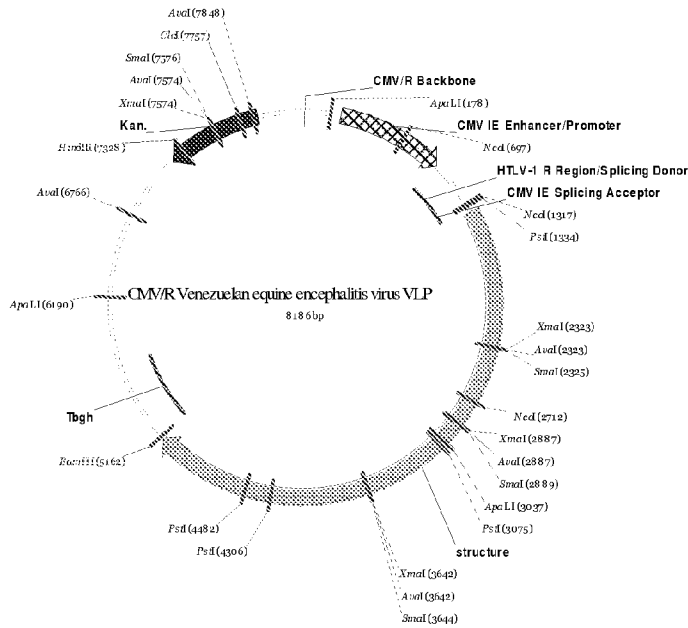 AvaI (7848)
ClaI (7757)
SmaI (7576)
AvaI (7574)
XmaI (7574)
Kan.
HindIII (7328)
AvaI (6766)
ApaLI (6190)
Tbgh
BamHII (5162)
PstI (4482)
PstI (4306)
CMV/R Backbone
ApaLI (178)
CMV IE Enhancer/Promoter
NcoI (697)
HTLV-1 R Region/Splicing Donor
CMV IE Splicing Acceptor
NcoI (1317)
PstI (1334)
CMV/R Venezuelan equine encephalitis virus VLP
8186 bp
XmaI (2323)
AvaI (2323)
SmaI (2325)
NcoI (2712)
XmaI (2887)
AvaI (2887)
SmaI (2889)
ApaLI (3037)
PstI (3075)
structure
XmaI (3642)
AvaI (3642)
SmaI (3644)